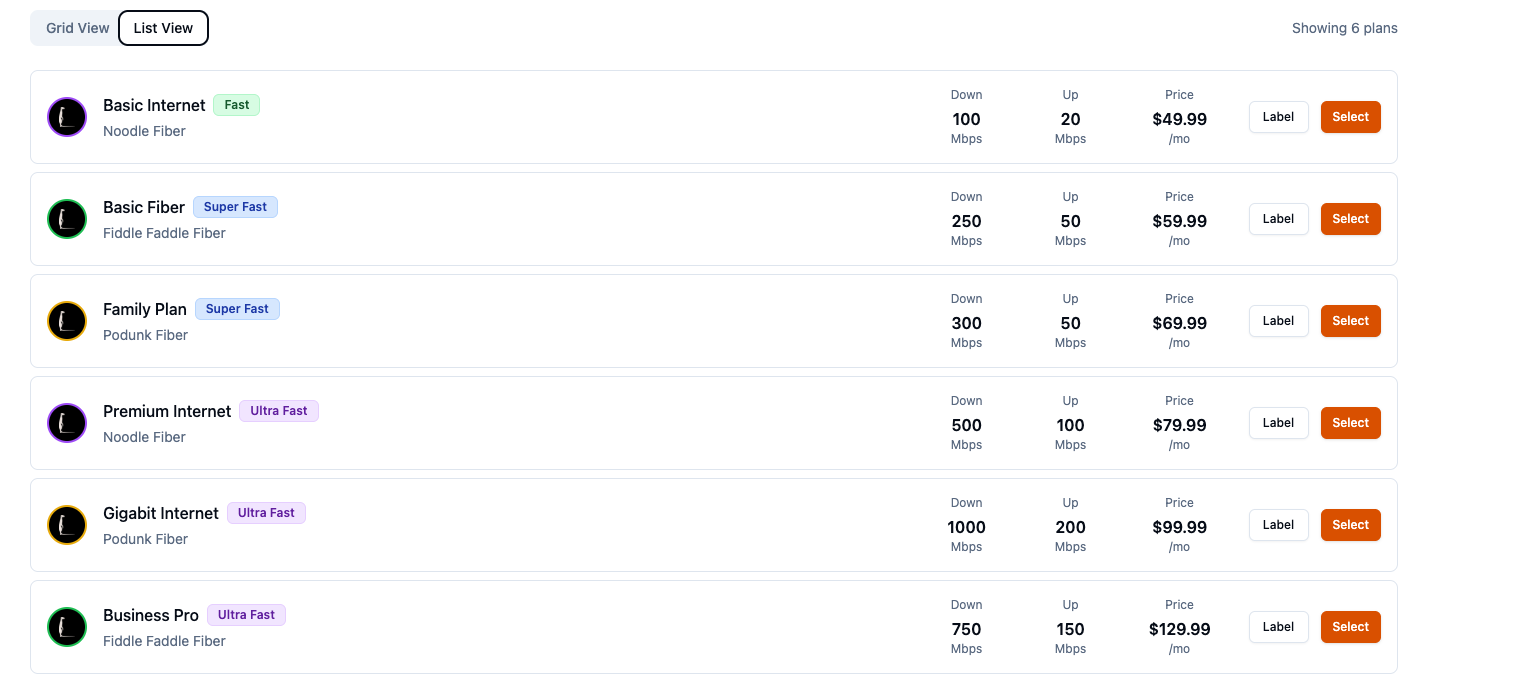 Grid View List View Showing 6 plans
Basic Internet Fast
Noodle Fiber
Down Up Price
100 20 $49.99
Mbps Mbps /mo
Label Select
Basic Fiber Super Fast
Fiddle Faddle Fiber
Down Up Price
250 50 $59.99
Mbps Mbps /mo
Label Select
Family Plan Super Fast
Podunk Fiber
Down Up Price
300 50 $69.99
Mbps Mbps /mo
Label Select
Premium Internet Ultra Fast
Noodle Fiber
Down Up Price
500 100 $79.99
Mbps Mbps /mo
Label Select
Gigabit Internet Ultra Fast
Podunk Fiber
Down Up Price
1000 200 $99.99
Mbps Mbps /mo
Label Select
Business Pro Ultra Fast
Fiddle Faddle Fiber
Down Up Price
750 150 $129.99
Mbps Mbps /mo
Label Select